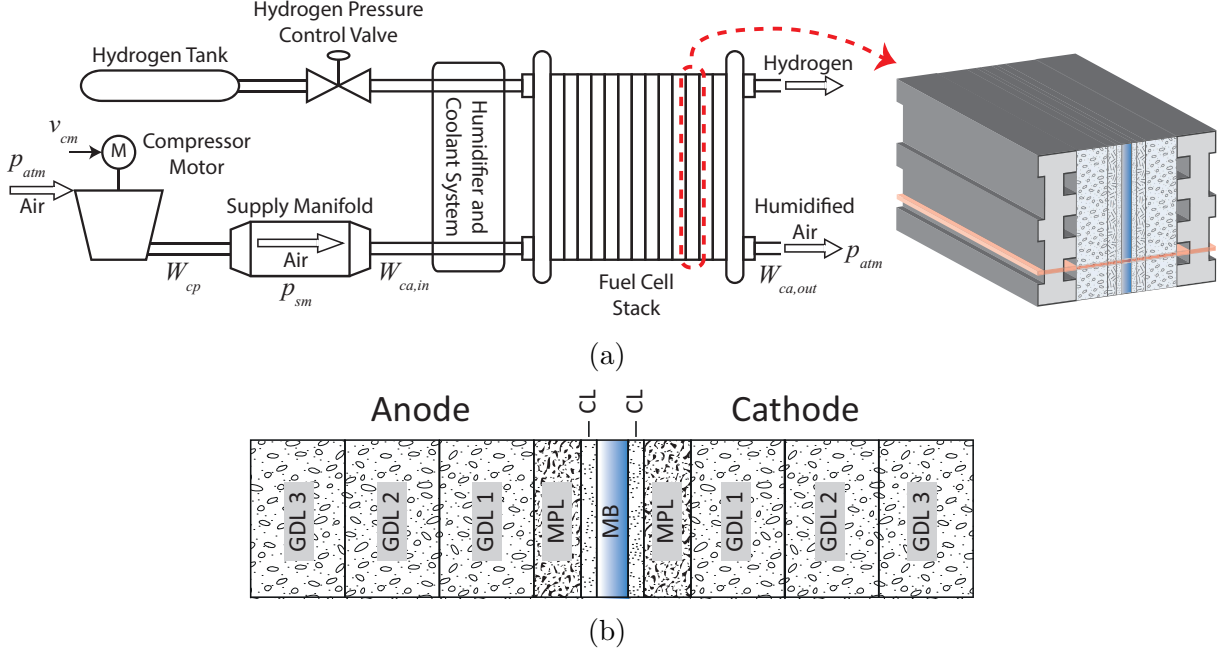 Hydrogen Pressure
Control Valve
Hydrogen Tank
Hydrogen
v_cm
M
Compressor
Motor
p_atm
Air
Humidifier and
Coolant System
Supply Manifold
Air
Humidified
Air
p_atm
W_cp
p_sm
W_ca,in
W_ca,out
Fuel Cell
Stack
(a)
Anode
CL
CL
Cathode
GDL 3
GDL 2
GDL 1
MPL
MB
MPL
GDL 1
GDL 2
GDL 3
(b)